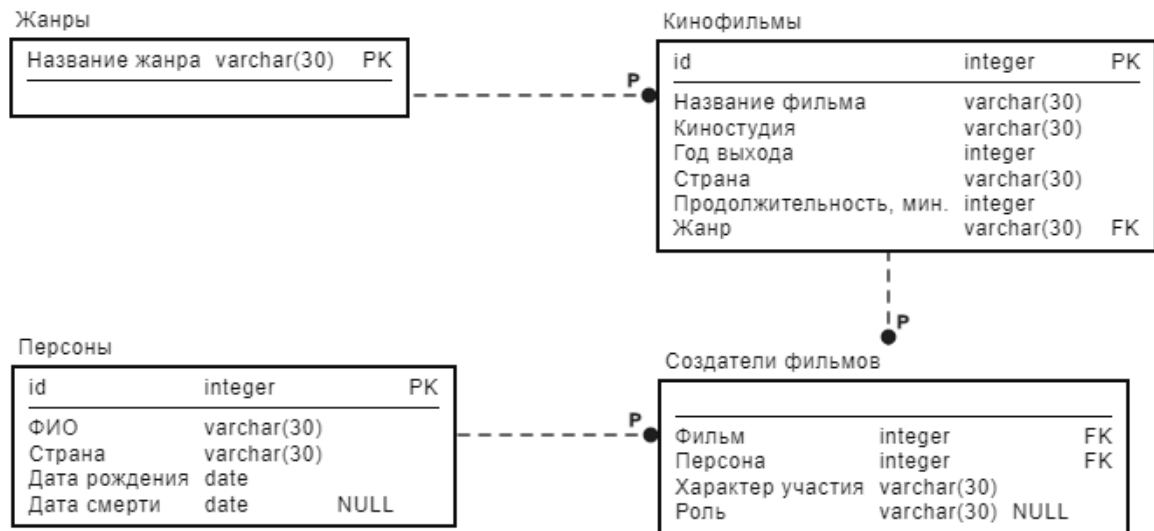 Жанры
Название жанра varchar(30) PK
P
Кинофильмы
id integer PK
Название фильма varchar(30)
Киностудия varchar(30)
Год выхода integer
Страна varchar(30)
Продолжительность, мин. integer
Жанр varchar(30) FK
P
Персоны
id integer PK
ФИО varchar(30)
Страна varchar(30)
Дата рождения date
Дата смерти date NULL
P
Создатели фильмов
Фильм integer FK
Персона integer FK
Характер участия varchar(30)
Роль varchar(30) NULL